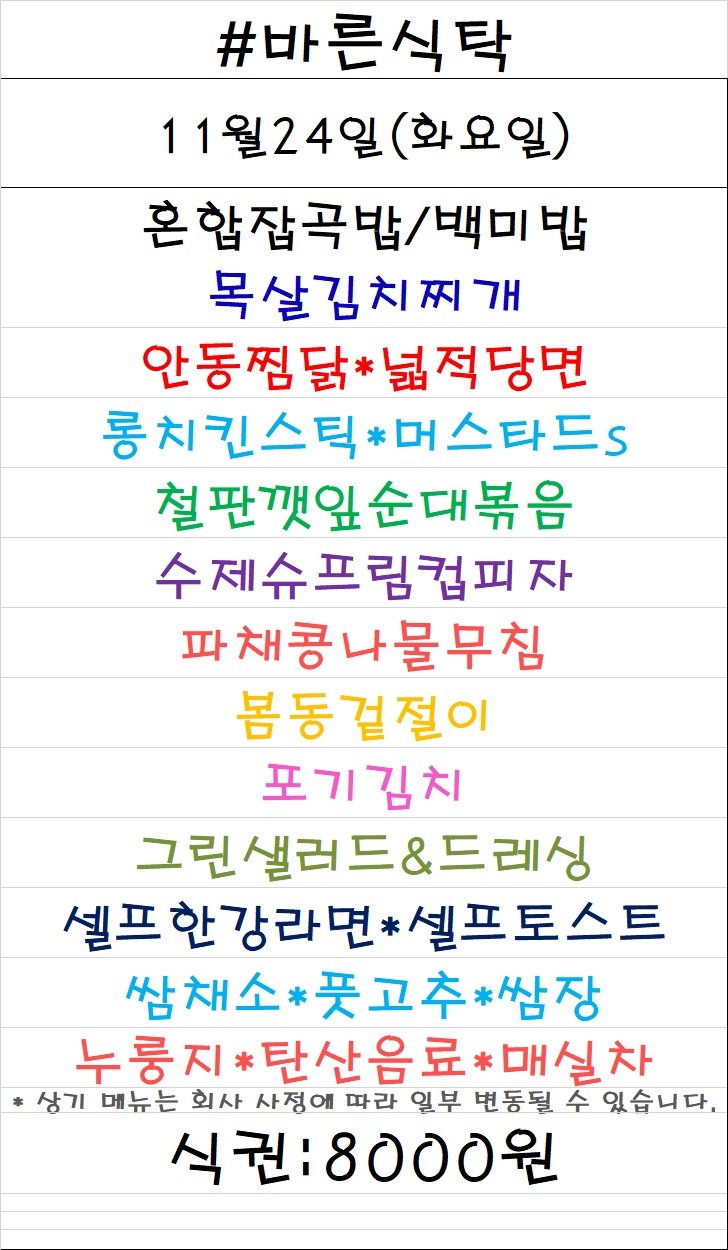 #바른식탁
11월24일(화요일)
혼합잡곡밥/백미밥
목살김치찌개
안동찜닭*넓적당면
롱치킨스틱*머스타드s
철판깻잎순대볶음
수제슈프림컵피자
파채콩나물무침
봄동겉절이
포기김치
그린샐러드&드레싱
셀프한강라면*셀프토스트
쌈채소*풋고추*쌈장
누룽지*탄산음료*매실차
* 상기 메뉴는 회사 사정에 따라 일부 변동될 수 있습니다.
식권:8000원